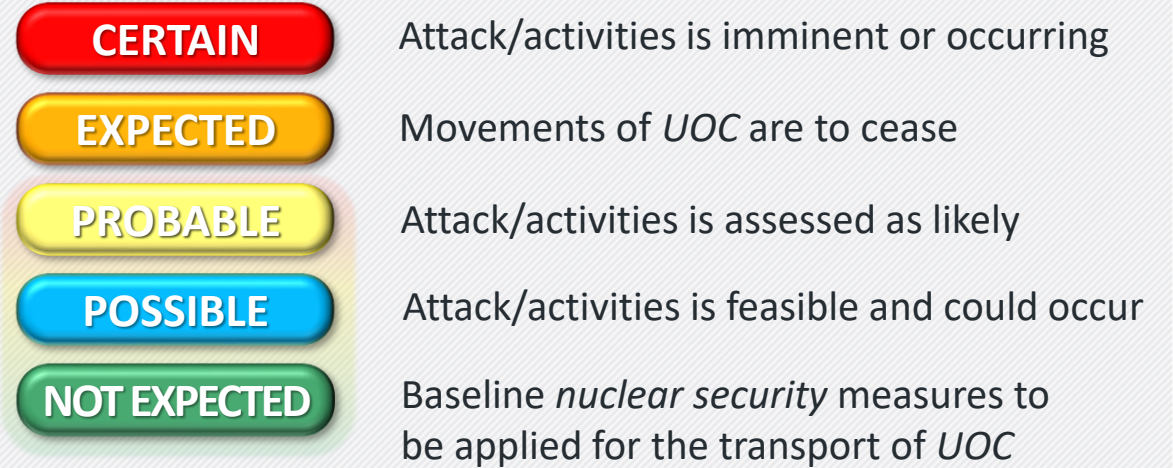 CERTAIN Attack/activities is imminent or occurring
EXPECTED Movements of UOC are to cease
PROBABLE Attack/activities is assessed as likely
POSSIBLE Attack/activities is feasible and could occur
NOT EXPECTED Baseline nuclear security measures to
be applied for the transport of UOC